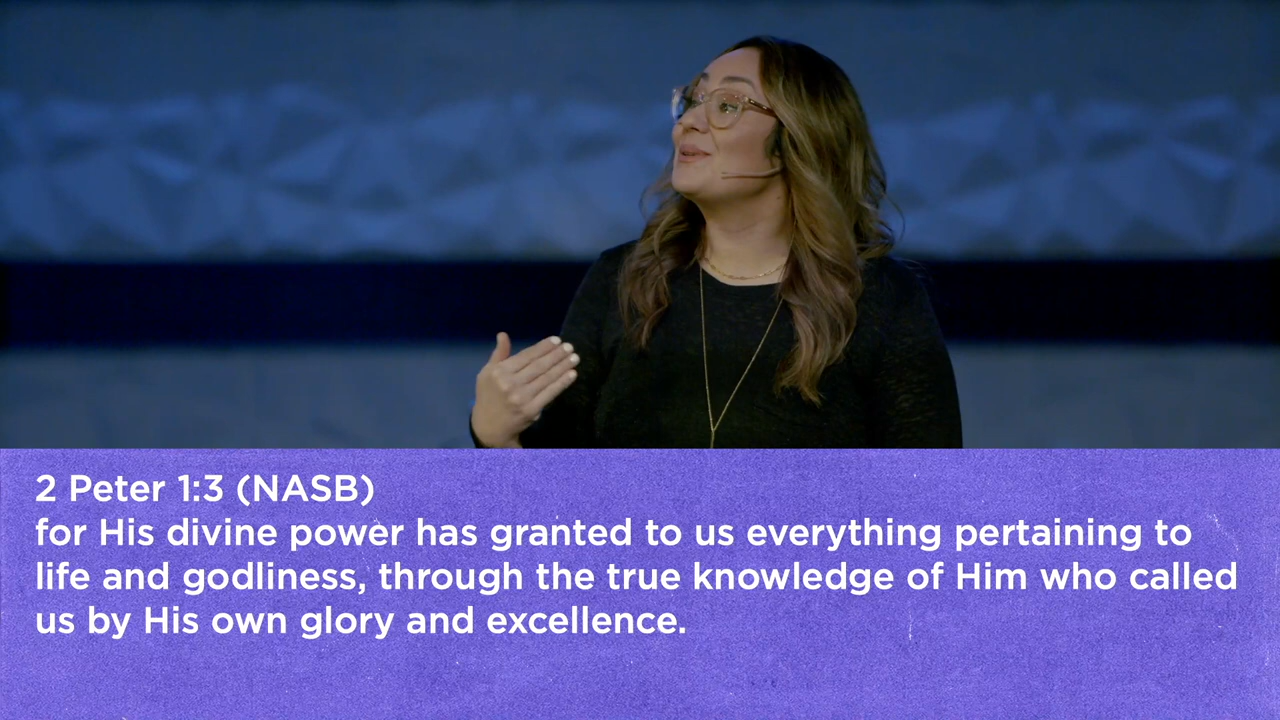 2 Peter 1:3 (NASB)
for His divine power has granted to us everything pertaining to
life and godliness, through the true knowledge of Him who called
us by His own glory and excellence.